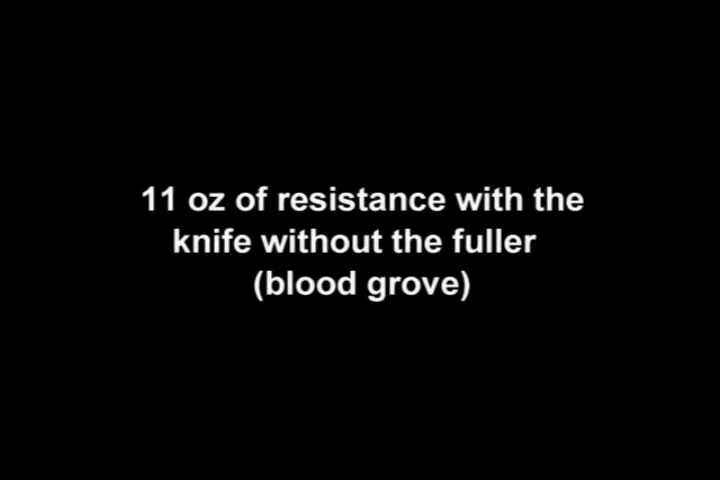 11 oz of resistance with the
knife without the fuller
(blood grove)